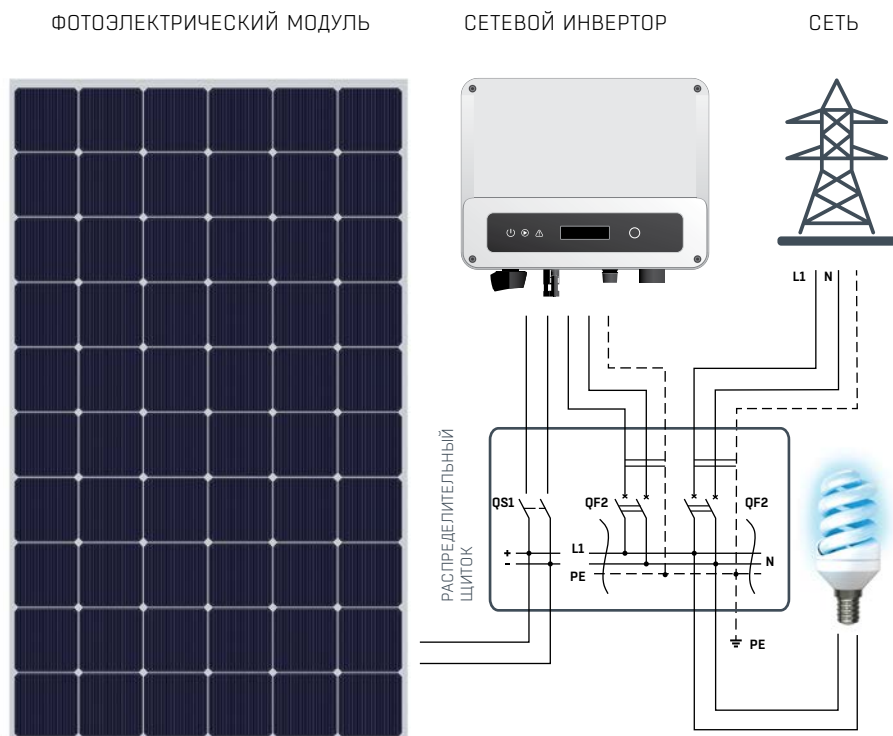 ФОТОЭЛЕКТРИЧЕСКИЙ МОДУЛЬ
СЕТЕВОЙ ИНВЕРТОР
СЕТЬ
L1 N
РАСПРЕДЕЛИТЕЛЬНЫЙ
ЩИТОК
QS1
QF2
QF2
+
-
L1
N
PE
PE